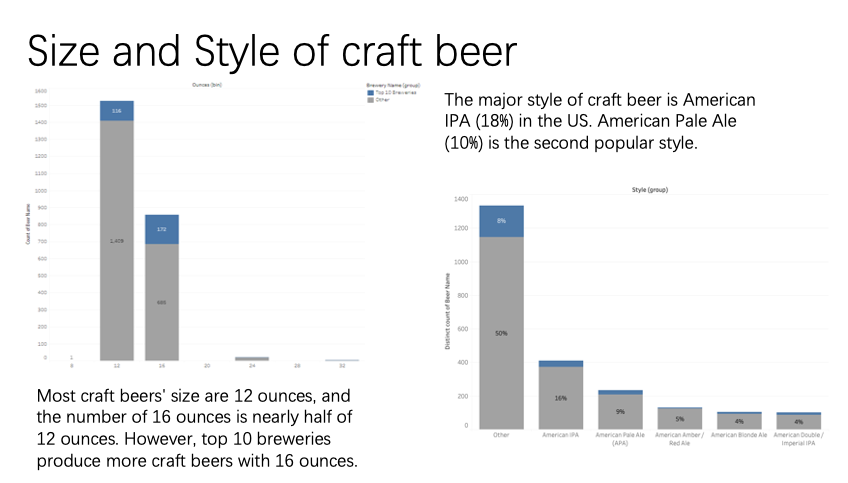 Size and Style of craft beer
Ounces (bin)
Brewery Name (group)
Top 10 Breweries
Other
Count of Beer Name
1600
1500
1400
1300
1200
1100
1000
900
800
700
600
500
400
300
200
100
0
1
1,409
170
8
12
16
20
24
28
32
Most craft beers' size are 12 ounces, and
the number of 16 ounces is nearly half of
12 ounces. However, top 10 breweries
produce more craft beers with 16 ounces.
The major style of craft beer is American
IPA (18%) in the US. American Pale Ale
(10%) is the second popular style.
Style (group)
Distinct count of Beer Name
1400
1200
1000
800
600
400
200
0
8%
50%
16%
9%
5%
4%
4%
Other
American IPA
American Pale Ale
(APA)
American Amber /
Red Ale
American Blonde Ale
American Double /
Imperial IPA